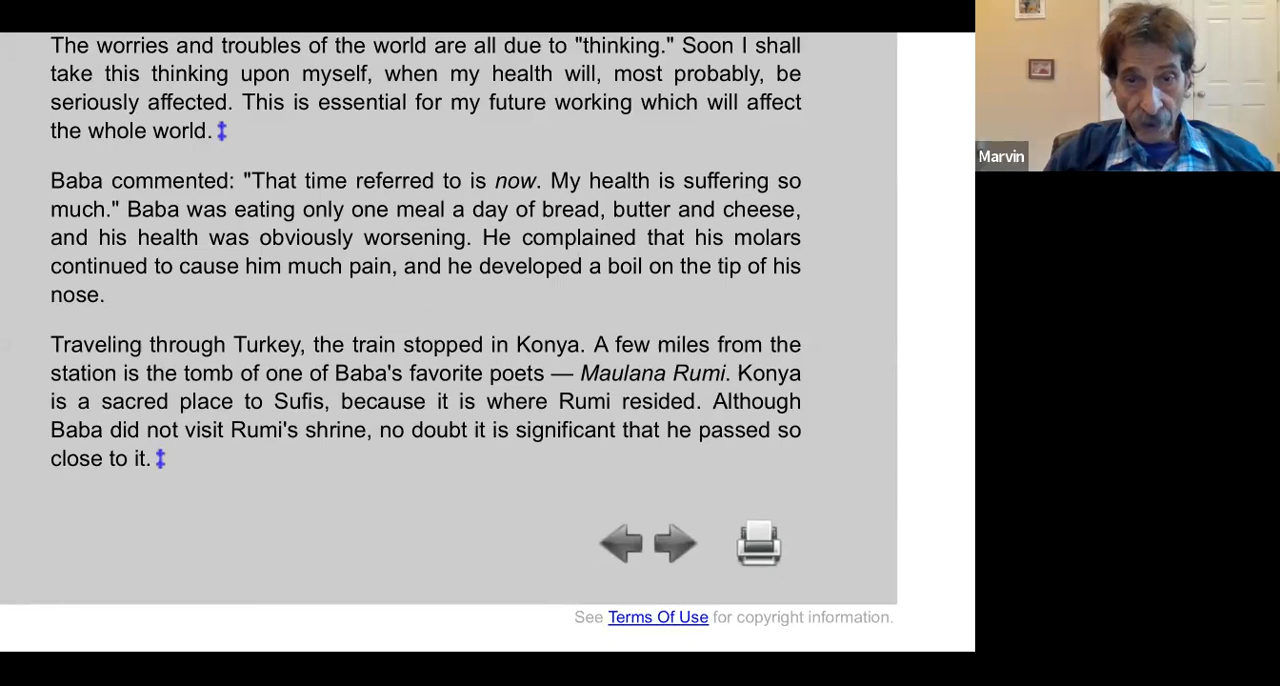 The worries and troubles of the world are all due to "thinking." Soon I shall
take this thinking upon myself, when my health will, most probably, be
seriously affected. This is essential for my future working which will affect
the whole world. ‡
Baba commented: "That time referred to is now. My health is suffering so
much." Baba was eating only one meal a day of bread, butter and cheese,
and his health was obviously worsening. He complained that his molars
continued to cause him much pain, and he developed a boil on the tip of his
nose.
Traveling through Turkey, the train stopped in Konya. A few miles from the
station is the tomb of one of Baba's favorite poets — Maulana Rumi. Konya
is a sacred place to Sufis, because it is where Rumi resided. Although
Baba did not visit Rumi's shrine, no doubt it is significant that he passed so
close to it. ‡
See Terms Of Use for copyright information.
Marvin